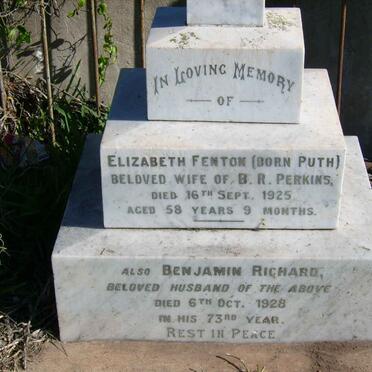 In Loving Memory
OF
Elizabeth Fenton (born Puth)
BELOVED WIFE OF B. R. PERKINS,
DIED 16TH SEPT. 1925
AGED 58 YEARS 9 MONTHS.
ALSO BENJAMIN RICHARD,
BELOVED HUSBAND OF THE ABOVE
DIED 6TH OCT. 1928
IN HIS 73RD YEAR.
REST IN PEACE